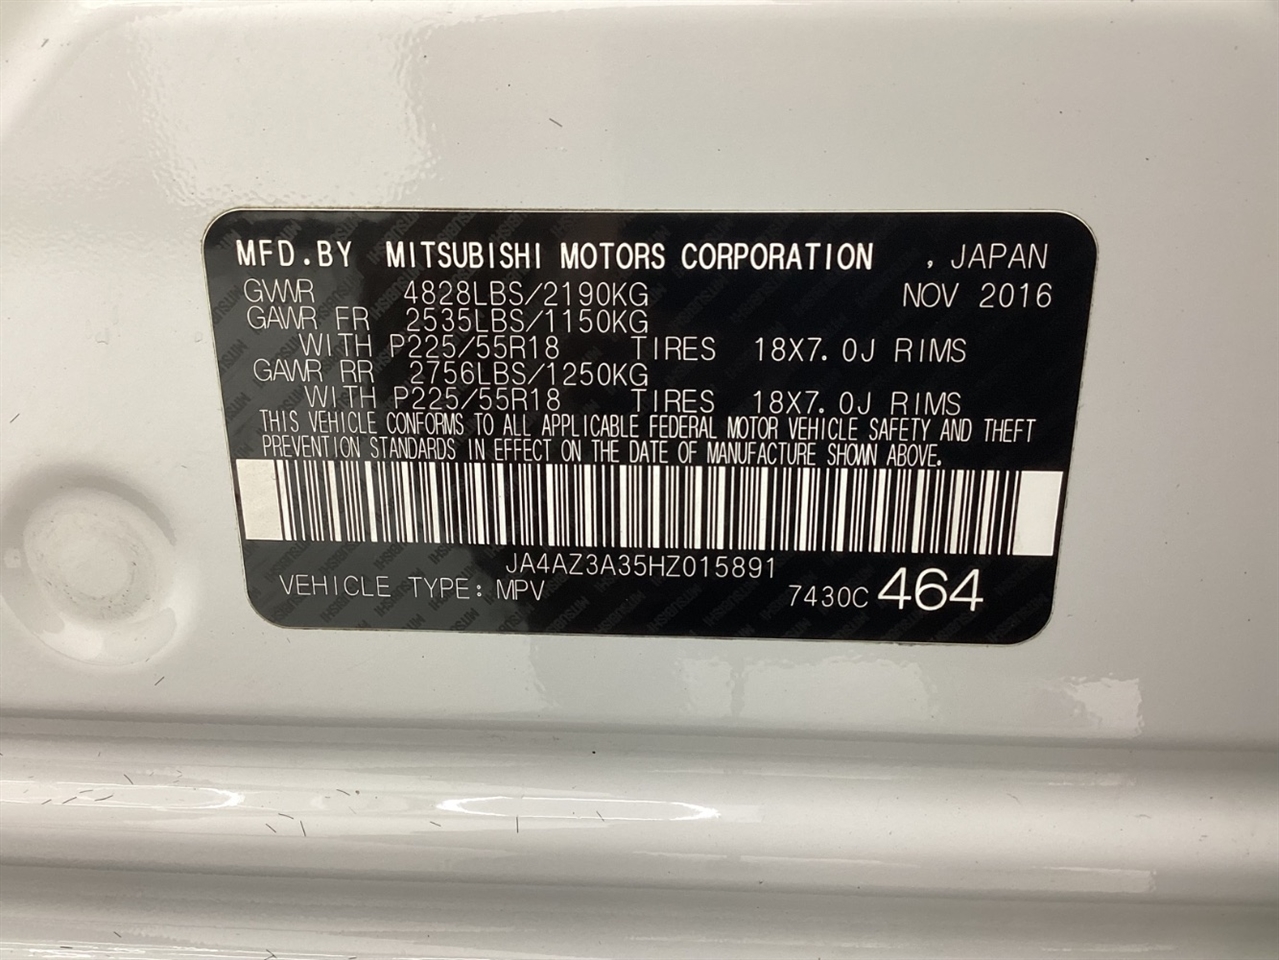 MFD.BY MITSUBISHI MOTORS CORPORATION , JAPAN
GVWR 4828LBS/2190KG NOV 2016
GAWR FR 2535LBS/1150KG
WITH P225/55R18 TIRES 18X7.0J RIMS
GAWR RR 2756LBS/1250KG
WITH P225/55R18 TIRES 18X7.0J RIMS
THIS VEHICLE CONFORMS TO ALL APPLICABLE FEDERAL MOTOR VEHICLE SAFETY AND THEFT
PREVENTION STANDARDS IN EFFECT ON THE DATE OF MANUFACTURE SHOWN ABOVE.
JA4AZ3A35HZ015891
VEHICLE TYPE: MPV 7430C 464